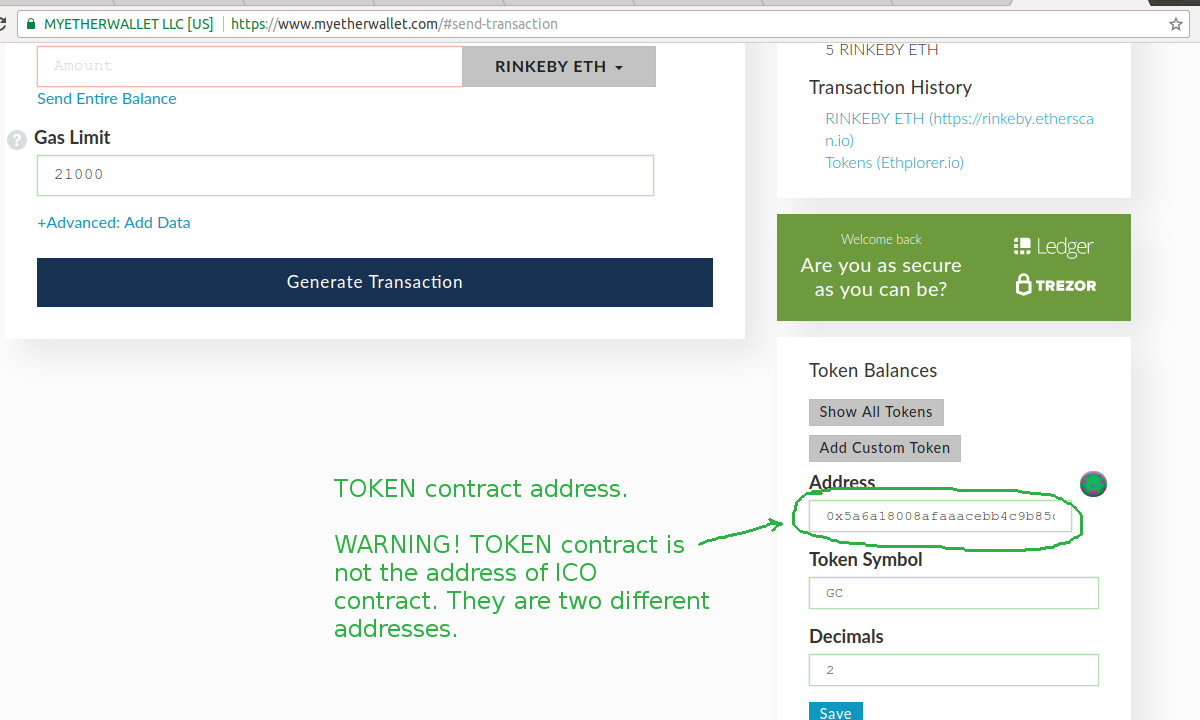 MYETHERWALLET LLC [US] https://www.myetherwallet.com/#send-transaction
Amount
RINKEBY ETH
Send Entire Balance
? Gas Limit
21000
+Advanced: Add Data
Generate Transaction
5 RINKEBY ETH
Transaction History
RINKEBY ETH (https://rinkeby.ethersca
n.io)
Tokens (Ethplorer.io)
Welcome back
Are you as secure
as you can be?
Ledger
TREZOR
Token Balances
Show All Tokens
Add Custom Token
Address
0x5a6a18008afaaacebb4c9b85c
Token Symbol
GC
Decimals
2
Save
TOKEN contract address.
WARNING! TOKEN contract is
not the address of ICO
contract. They are two different
addresses.